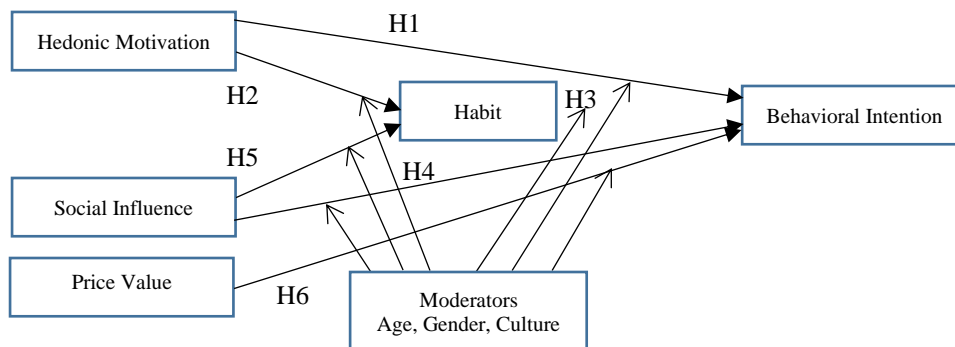 H1
Hedonic Motivation
H2
Habit
H3
Behavioral Intention
H5
H4
Social Influence
Price Value
H6
Moderators
Age, Gender, Culture